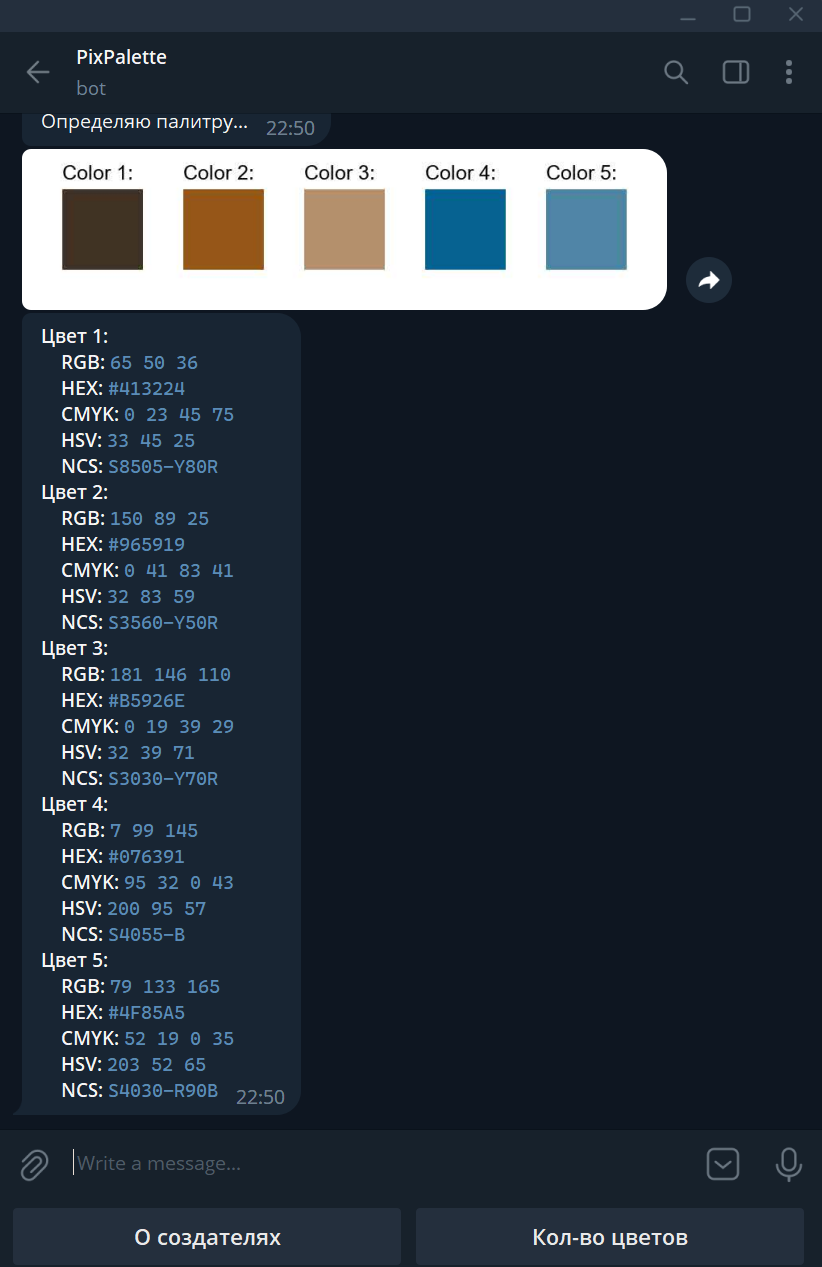 PixPalette
bot
Определяю палитру... 22:50
Color 1: Color 2: Color 3: Color 4: Color 5:
Цвет 1:
RGB: 65 50 36
HEX: #413224
CMYK: 0 23 45 75
HSV: 33 45 25
NCS: S8505-Y80R
Цвет 2:
RGB: 150 89 25
HEX: #965919
CMYK: 0 41 83 41
HSV: 32 83 59
NCS: S3560-Y50R
Цвет 3:
RGB: 181 146 110
HEX: #B5926E
CMYK: 0 19 39 29
HSV: 32 39 71
NCS: S3030-Y70R
Цвет 4:
RGB: 7 99 145
HEX: #076391
CMYK: 95 32 0 43
HSV: 200 95 57
NCS: S4055-B
Цвет 5:
RGB: 79 133 165
HEX: #4F85A5
CMYK: 52 19 0 35
HSV: 203 52 65
NCS: S4030-R90B 22:50
Write a message...
О создателях Кол-во цветов